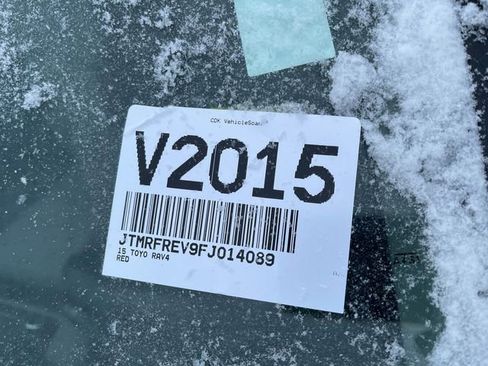 CDK VehicleScan
V2015
JTMRFREV9FJ014089
15 TOYO RAV4
RED